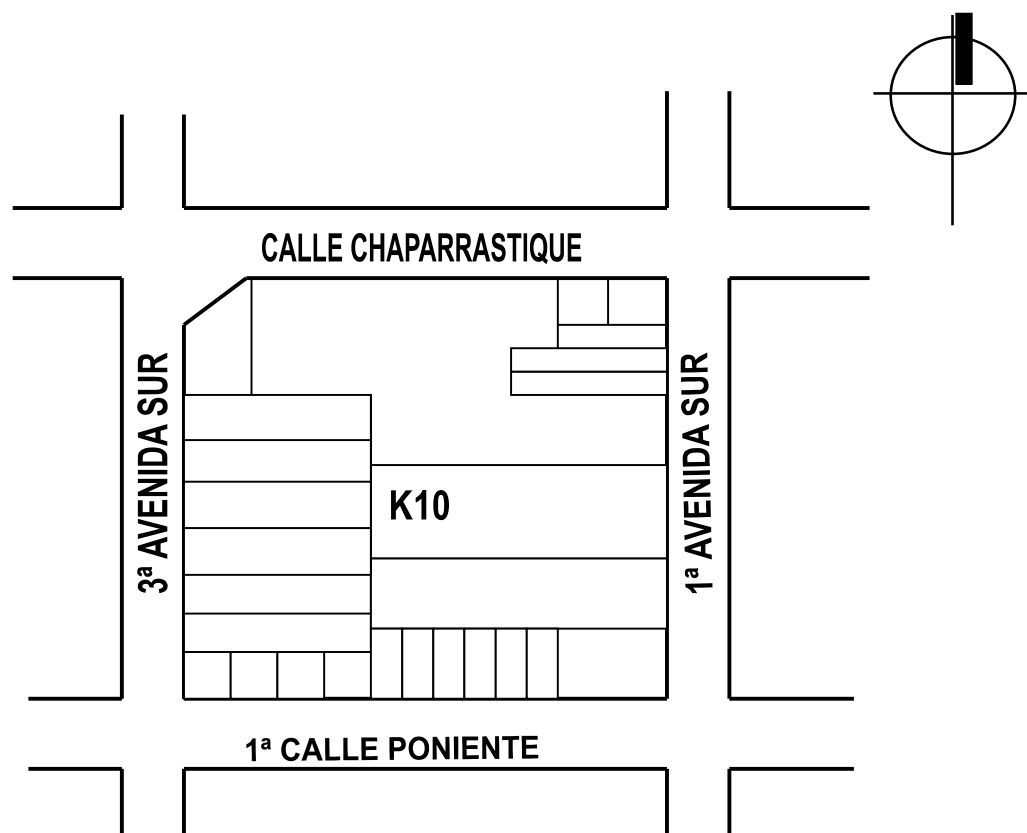 CALLE CHAPARRASTIQUE
3ª AVENIDA SUR
1ª AVENIDA SUR
K10
1ª CALLE PONIENTE